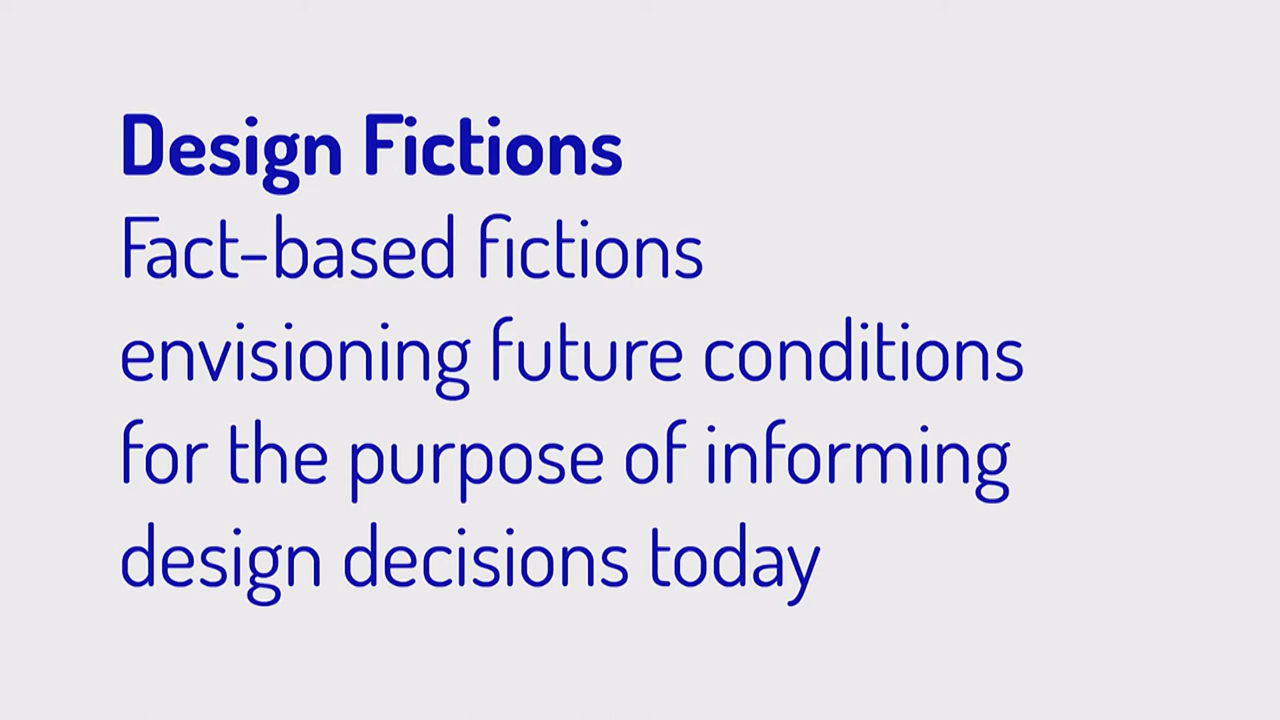 Design Fictions
Fact-based fictions
envisioning future conditions
for the purpose of informing
design decisions today